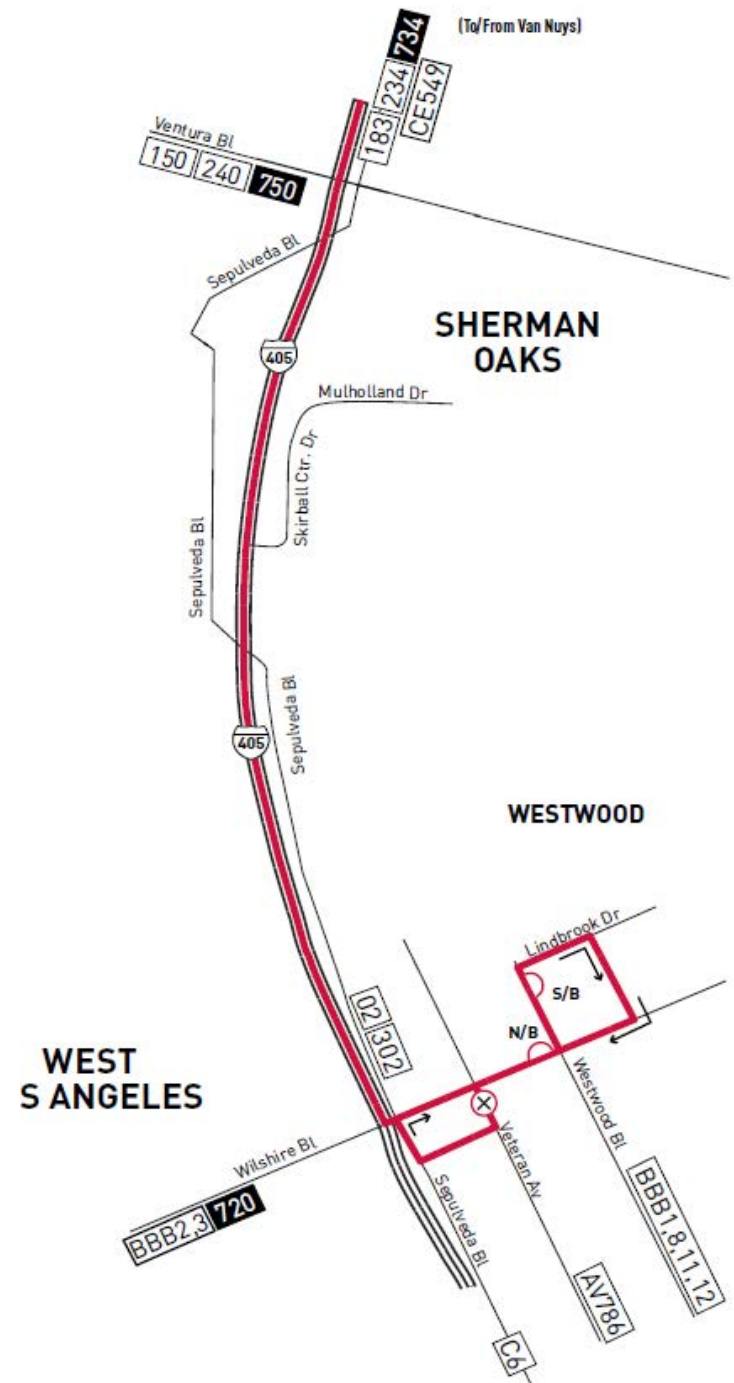 (To/From Van Nuys)
734
234
183
CE549
Ventura Bl
150 240 750
Sepulveda Bl
SHERMAN
OAKS
405
Mulholland Dr
Skirball Ctr. Dr
Sepulveda Bl
Sepulveda Bl
405
WESTWOOD
Lindbrook Dr
S/B
N/B
02 302
WEST
S ANGELES
Wilshire Bl
BBB2,3 720
Veteran Av
Westwood Bl
Sepulveda Bl
BBB1,8,11,12
AV786
C6